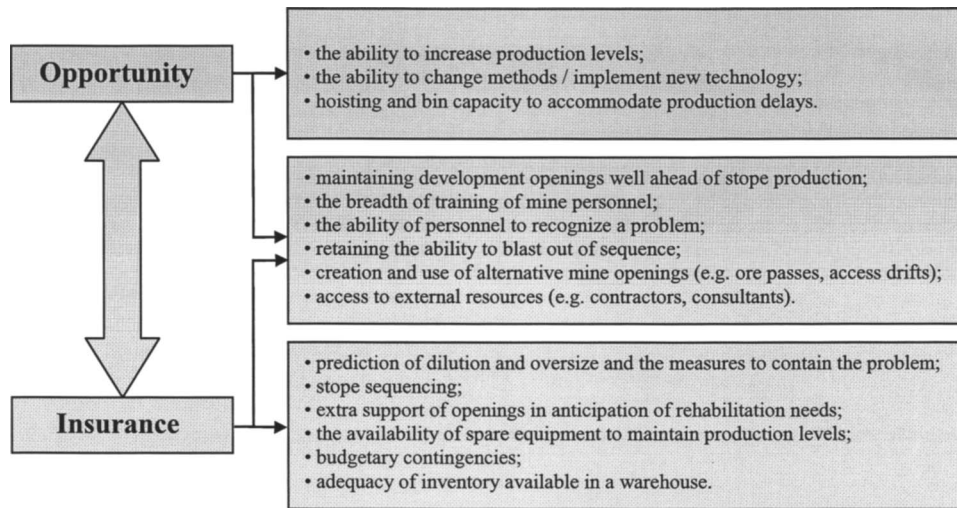 Opportunity
• the ability to increase production levels;
• the ability to change methods / implement new technology;
• hoisting and bin capacity to accommodate production delays.
• maintaining development openings well ahead of stope production;
• the breadth of training of mine personnel;
• the ability of personnel to recognize a problem;
• retaining the ability to blast out of sequence;
• creation and use of alternative mine openings (e.g. ore passes, access drifts);
• access to external resources (e.g. contractors, consultants).
Insurance
• prediction of dilution and oversize and the measures to contain the problem;
• stope sequencing;
• extra support of openings in anticipation of rehabilitation needs;
• the availability of spare equipment to maintain production levels;
• budgetary contingencies;
• adequacy of inventory available in a warehouse.